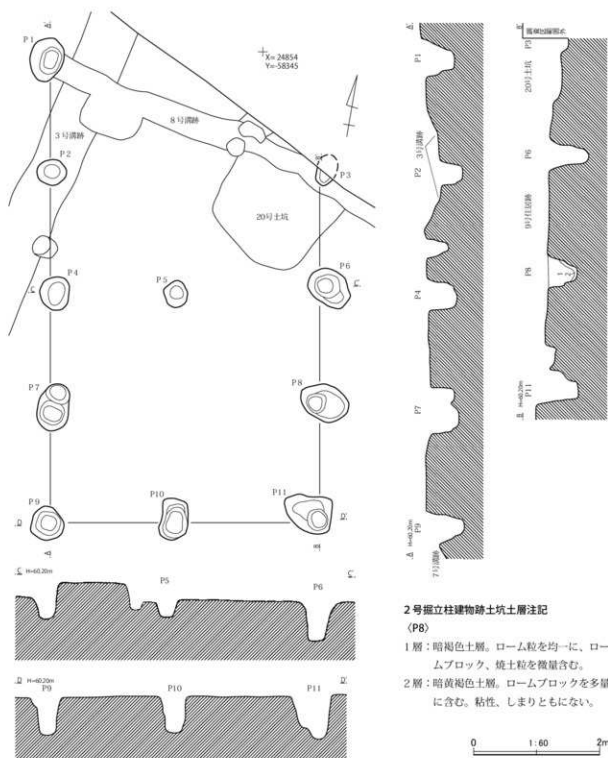 A'
P1
X= 24854
Y=-58345
3号溝跡
8号溝跡
P2
P3
B'
20号土坑
C
P4
P5
P6
C'
P7
P8
P9
P10
P11
D
D'
A
B
C
H=60.20m
P5
P6
C'
D
H=60.20m
P9
P10
P11
D'
A'
P1
3号溝跡
P2
P4
P7
P9
A
H=60.20m
7号溝跡
B'
P3
20号土坑
P6
9号住居跡
P8
1
2
P11
B
H=60.20m
2号掘立柱建物跡土坑土層注記
〈P8〉
1層：暗褐色土層。ローム粒を均一に、ロー
ムブロック、焼土粒を微量含む。
2層：暗黄褐色土層。ロームブロックを多量
に含む。粘性、しまりともにない。
0
1:60
2m